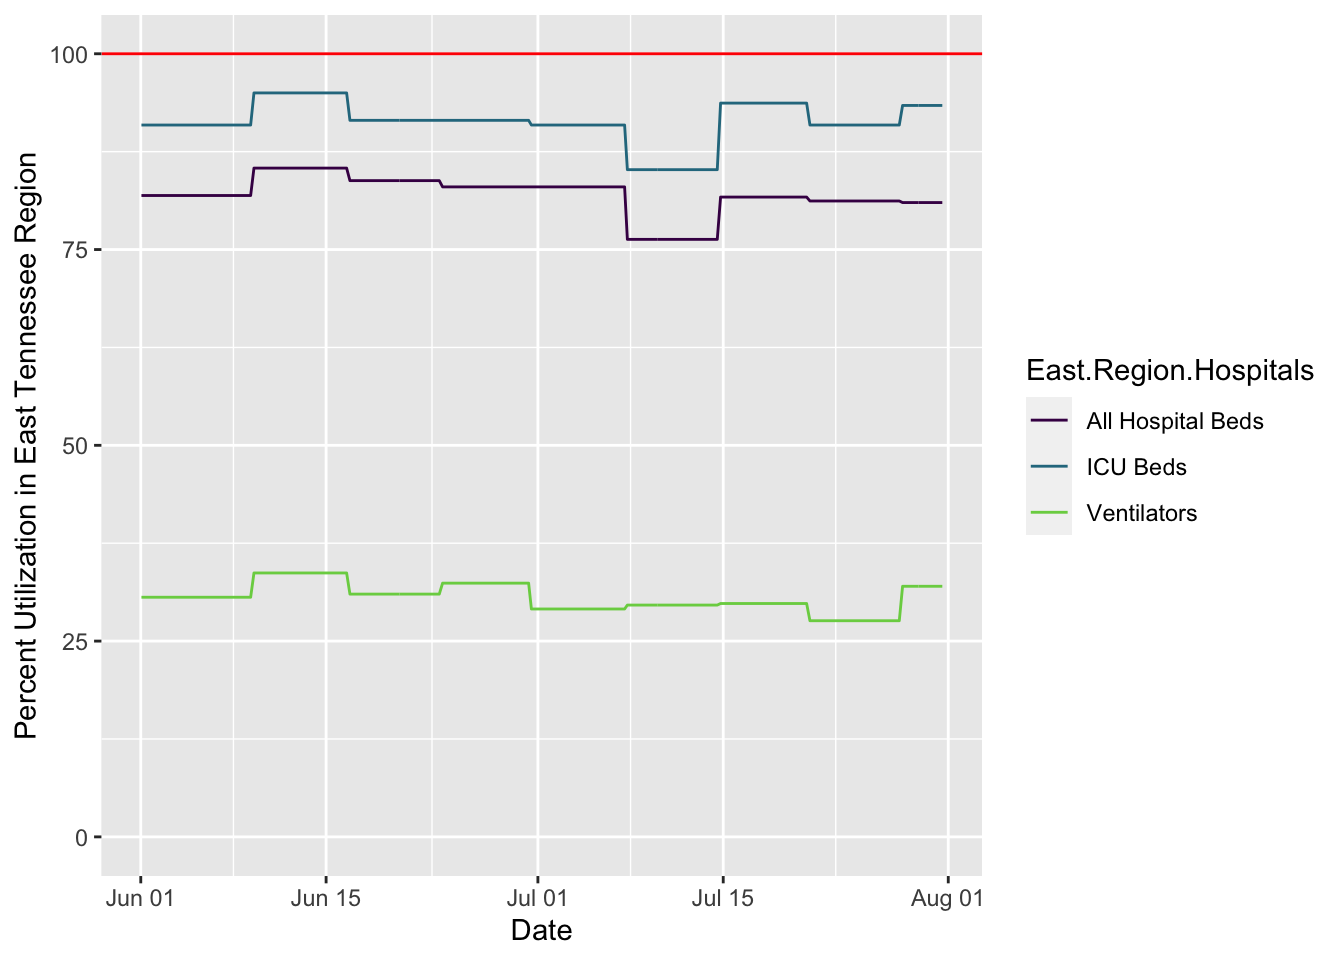 Percent Utilization in East Tennessee Region
100
75
50
25
0
Jun 01
Jun 15
Jul 01
Jul 15
Aug 01
Date
East.Region.Hospitals
All Hospital Beds
ICU Beds
Ventilators